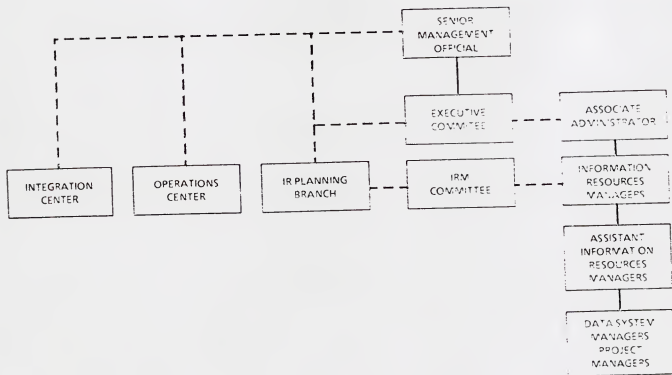 SENIOR
MANAGEMENT
OFFICIAL
EXECUTIVE
COMMITEE
ASSOCIATE
ADMINISTRATOR
INTEGRATION
CENTER
OPERATIONS
CENTER
IR PLANNING
BRANCH
IRM
COMMITTEE
INFORMATION
RESOURCES
MANAGERS
ASSISTANT
INFORMATION
RESOURCES
MANAGERS
DATA SYSTEM
MANAGERS
PROJECT
MANAGERS